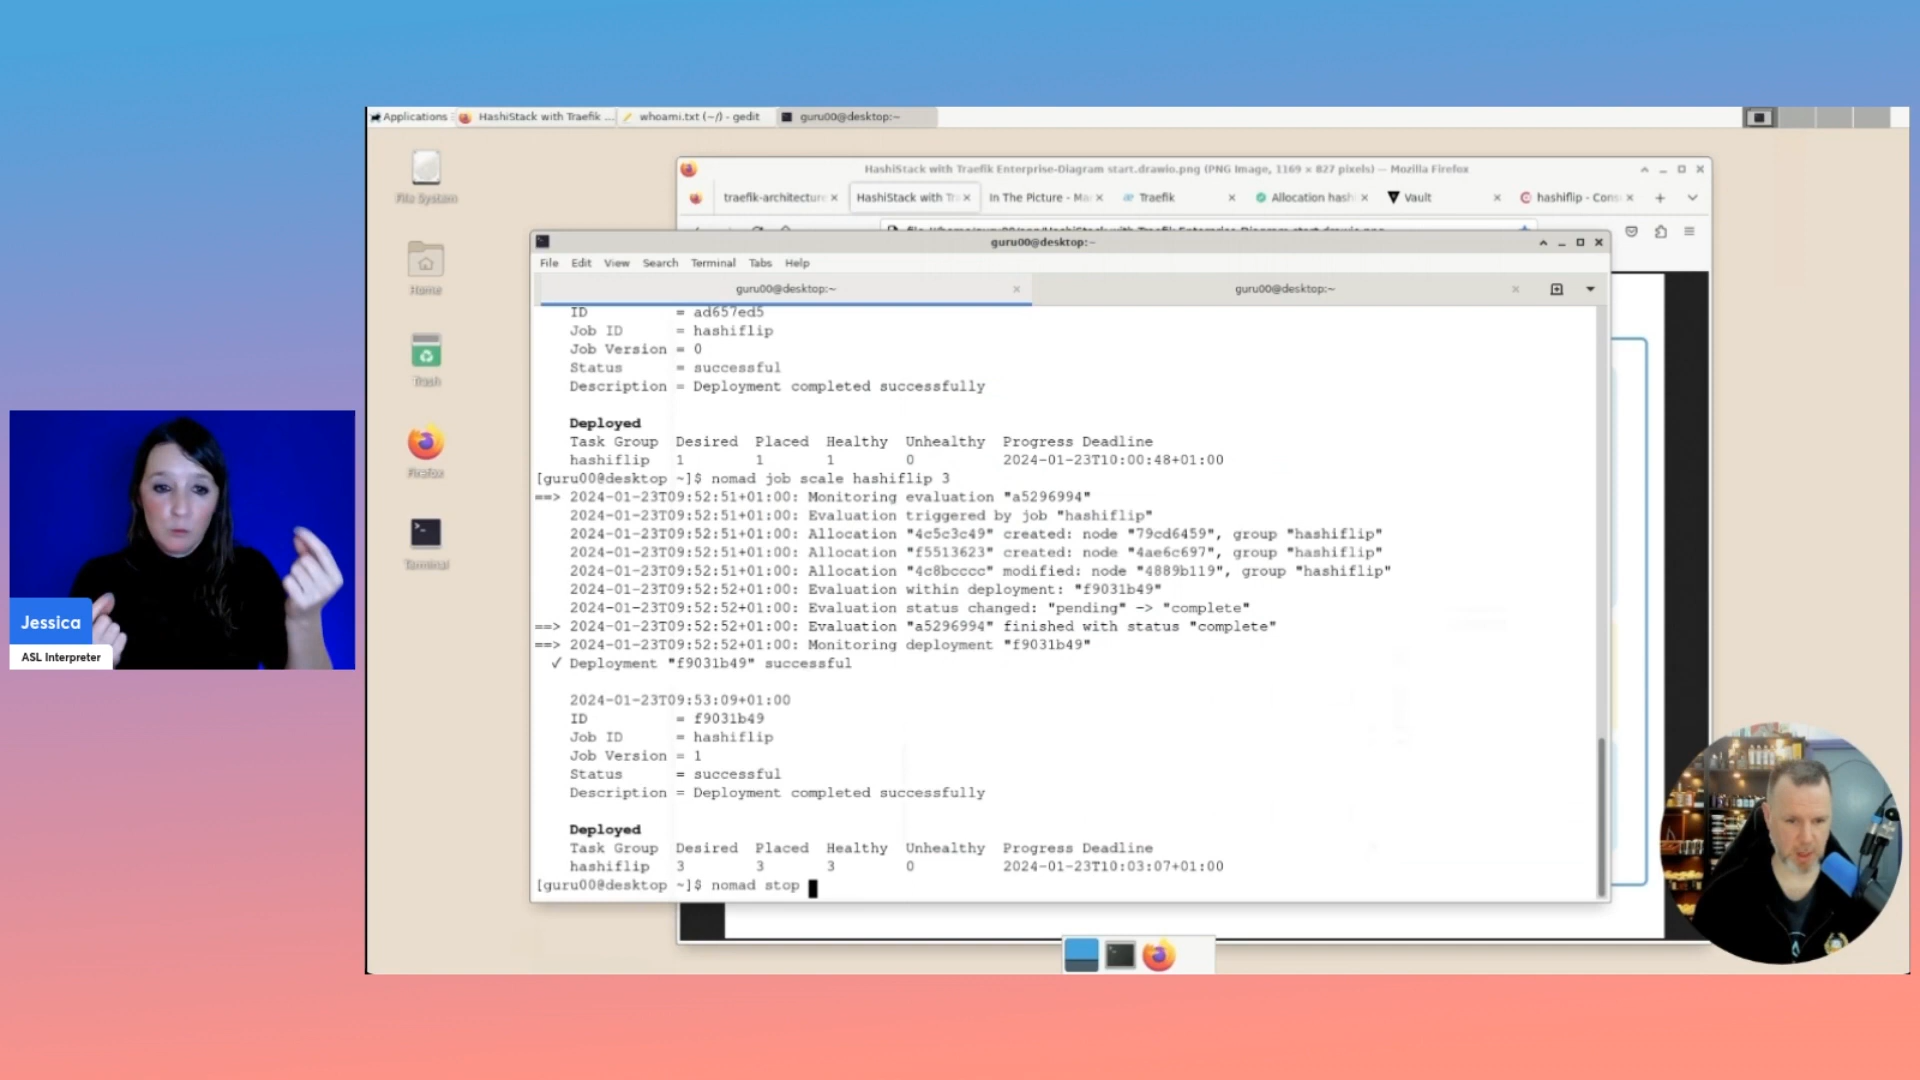 Applications
HashiStack with Traefik ...
whoami.txt (~/) - gedit
guru00@desktop:~
File System
Home
Trash
Firefox
Terminal
HashiStack with Traefik Enterprise-Diagram start.drawio.png (PNG Image, 1169 × 827 pixels) — Mozilla Firefox
traefik-architecture
HashiStack with Tr
In The Picture - Ma
Traefik
Allocation hash
Vault
hashiflip - Cons
guru00@desktop:~
File Edit View Search Terminal Tabs Help
guru00@desktop:~
guru00@desktop:~
ID = ad657ed5
Job ID = hashiflip
Job Version = 0
Status = successful
Description = Deployment completed successfully
Deployed
Task Group Desired Placed Healthy Unhealthy Progress Deadline
hashiflip 1 1 1 0 2024-01-23T10:00:48+01:00
[guru00@desktop ~]$ nomad job scale hashiflip 3
==> 2024-01-23T09:52:51+01:00: Monitoring evaluation "a5296994"
2024-01-23T09:52:51+01:00: Evaluation triggered by job "hashiflip"
2024-01-23T09:52:51+01:00: Allocation "4c5c3c49" created: node "79cd6459", group "hashiflip"
2024-01-23T09:52:51+01:00: Allocation "f5513623" created: node "4ae6c697", group "hashiflip"
2024-01-23T09:52:51+01:00: Allocation "4c8bcccc" modified: node "4889b119", group "hashiflip"
2024-01-23T09:52:52+01:00: Evaluation within deployment: "f9031b49"
2024-01-23T09:52:52+01:00: Evaluation status changed: "pending" -> "complete"
==> 2024-01-23T09:52:52+01:00: Evaluation "a5296994" finished with status "complete"
==> 2024-01-23T09:52:52+01:00: Monitoring deployment "f9031b49"
✓ Deployment "f9031b49" successful
2024-01-23T09:53:09+01:00
ID = f9031b49
Job ID = hashiflip
Job Version = 1
Status = successful
Description = Deployment completed successfully
Deployed
Task Group Desired Placed Healthy Unhealthy Progress Deadline
hashiflip 3 3 3 0 2024-01-23T10:03:07+01:00
[guru00@desktop ~]$ nomad stop
Jessica
ASL Interpreter